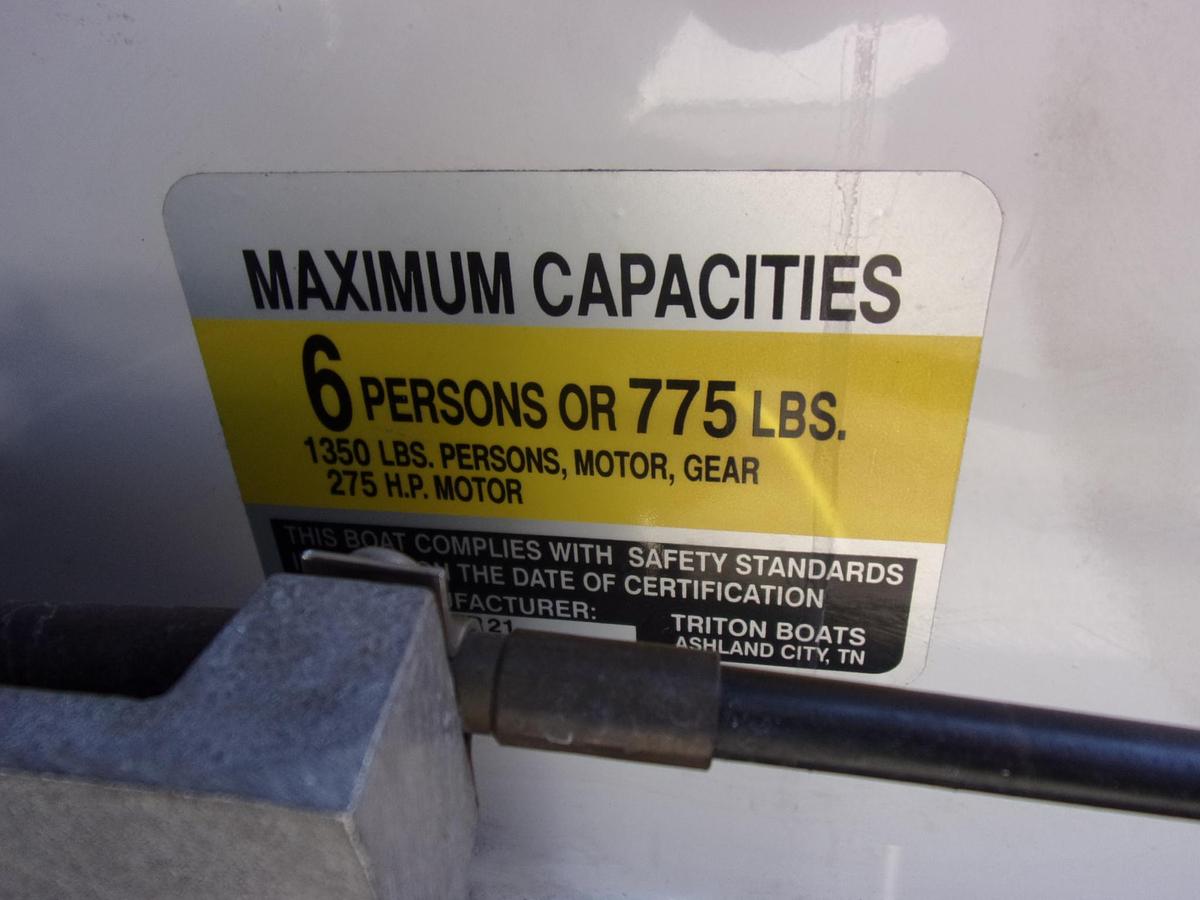 MAXIMUM CAPACITIES
6 PERSONS OR 775 LBS.
1350 LBS. PERSONS, MOTOR, GEAR
275 H.P. MOTOR
THIS BOAT COMPLIES WITH SAFETY STANDARDS
THE DATE OF CERTIFICATION
TRITON BOATS
ASHLAND CITY, TN